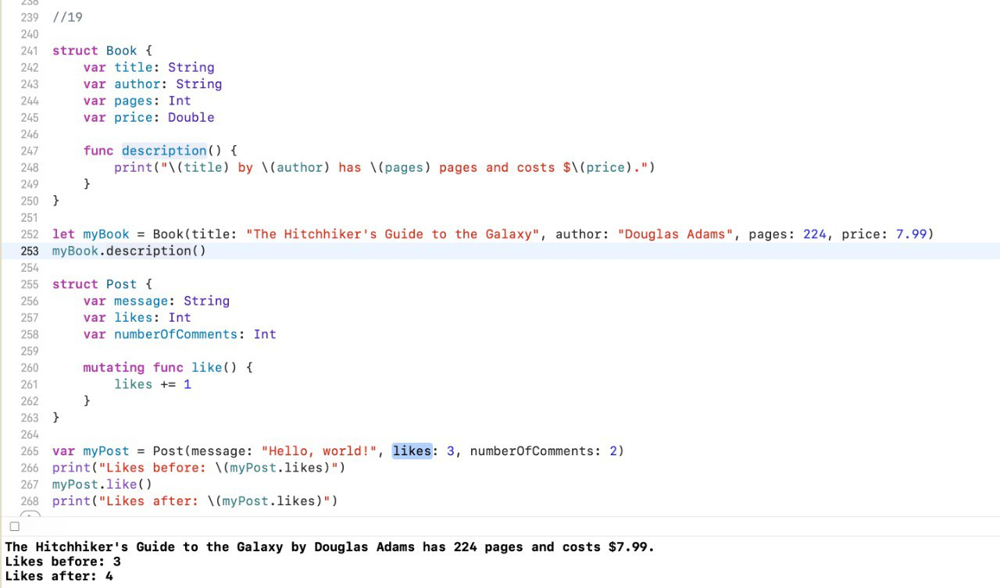 238
239 //19
240
241 struct Book {
242     var title: String
243     var author: String
244     var pages: Int
245     var price: Double
246
247     func description() {
248         print("\(title) by \(author) has \(pages) pages and costs $\(price).")
249     }
250 }
251
252 let myBook = Book(title: "The Hitchhiker's Guide to the Galaxy", author: "Douglas Adams", pages: 224, price: 7.99)
253 myBook.description()
254
255 struct Post {
256     var message: String
257     var likes: Int
258     var numberOfComments: Int
259
260     mutating func like() {
261         likes += 1
262     }
263 }
264
265 var myPost = Post(message: "Hello, world!", likes: 3, numberOfComments: 2)
266 print("Likes before: \(myPost.likes)")
267 myPost.like()
268 print("Likes after: \(myPost.likes)")
The Hitchhiker's Guide to the Galaxy by Douglas Adams has 224 pages and costs $7.99.
Likes before: 3
Likes after: 4